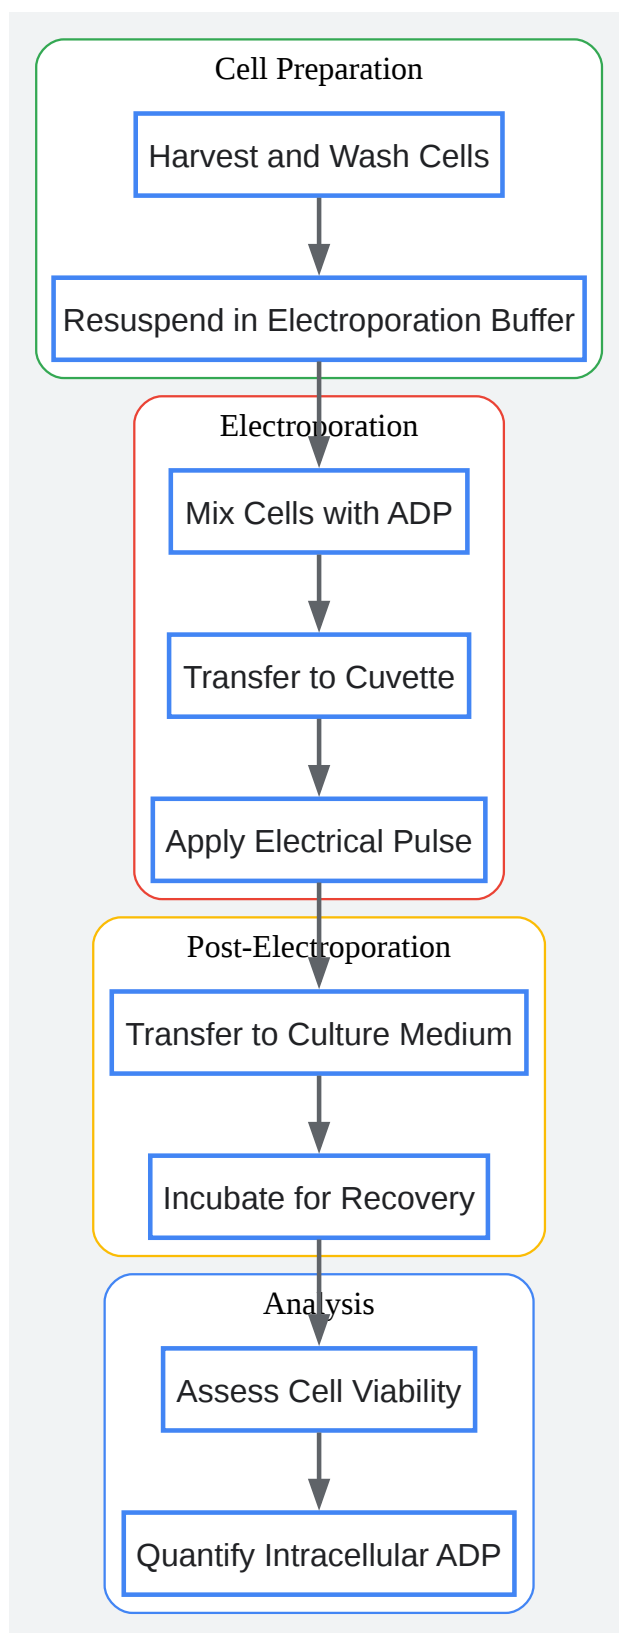 Cell Preparation
Harvest and Wash Cells
Resuspend in Electroporation Buffer
Electroporation
Mix Cells with ADP
Transfer to Cuvette
Apply Electrical Pulse
Post-Electroporation
Transfer to Culture Medium
Incubate for Recovery
Analysis
Assess Cell Viability
Quantify Intracellular ADP